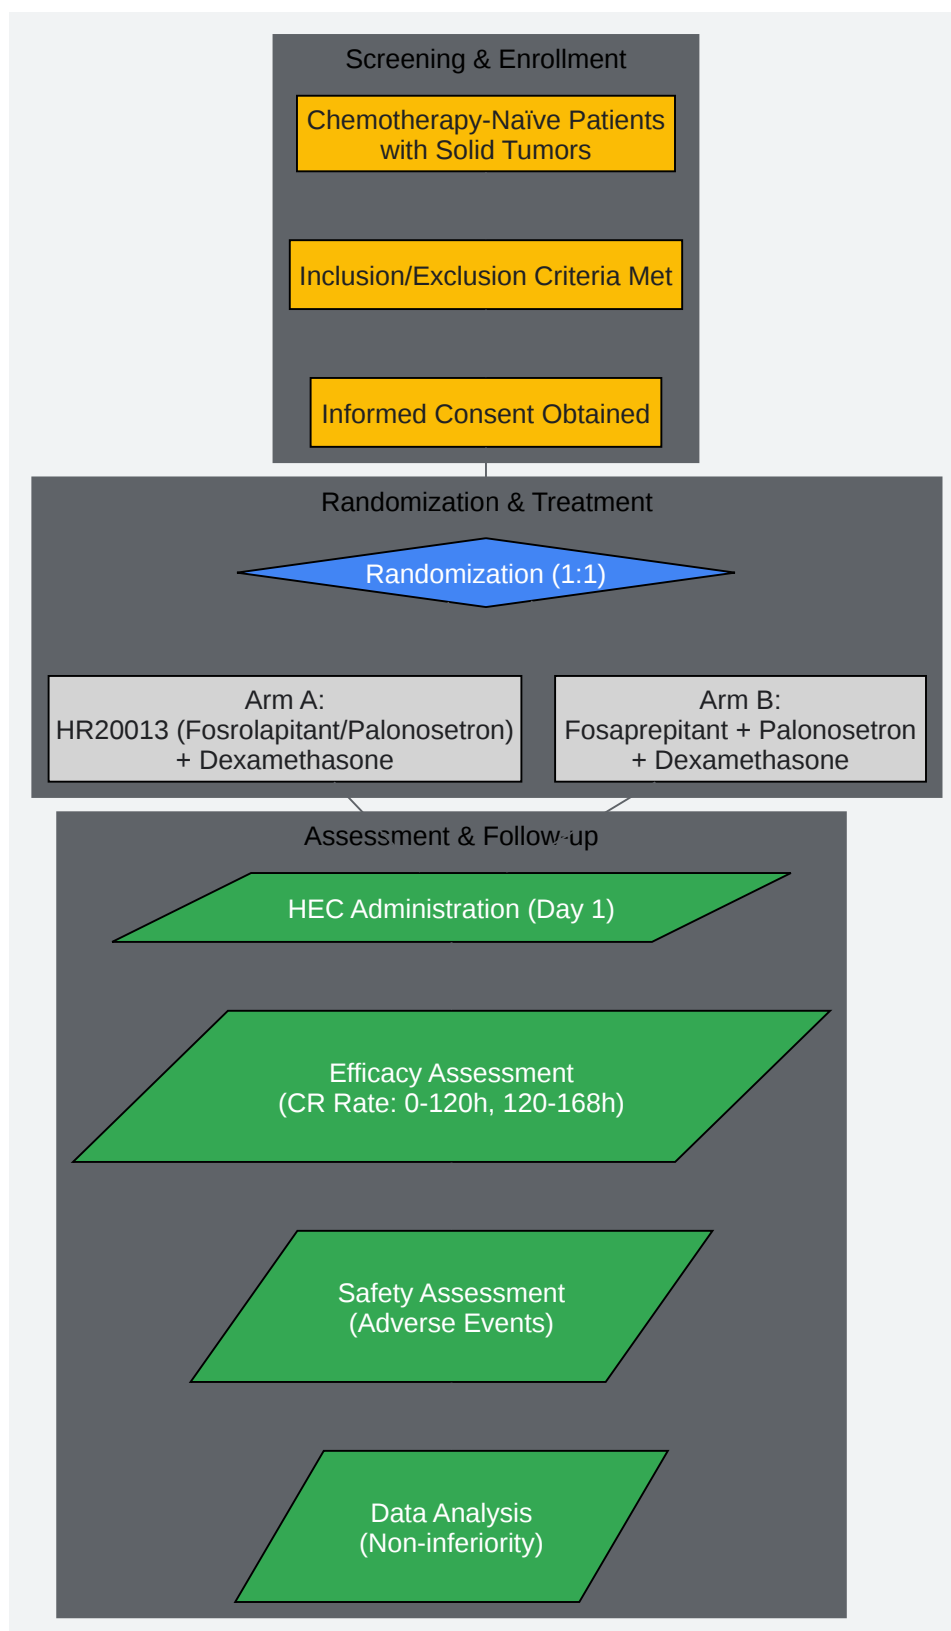 Screening & Enrollment
Chemotherapy-Naïve Patients
with Solid Tumors
Inclusion/Exclusion Criteria Met
Informed Consent Obtained
Randomization & Treatment
Randomization (1:1)
Arm A:
HR20013 (Fosrolapitant/Palonosetron)
+ Dexamethasone
Arm B:
Fosaprepitant + Palonosetron
+ Dexamethasone
Assessment & Follow-up
HEC Administration (Day 1)
Efficacy Assessment
(CR Rate: 0-120h, 120-168h)
Safety Assessment
(Adverse Events)
Data Analysis
(Non-inferiority)